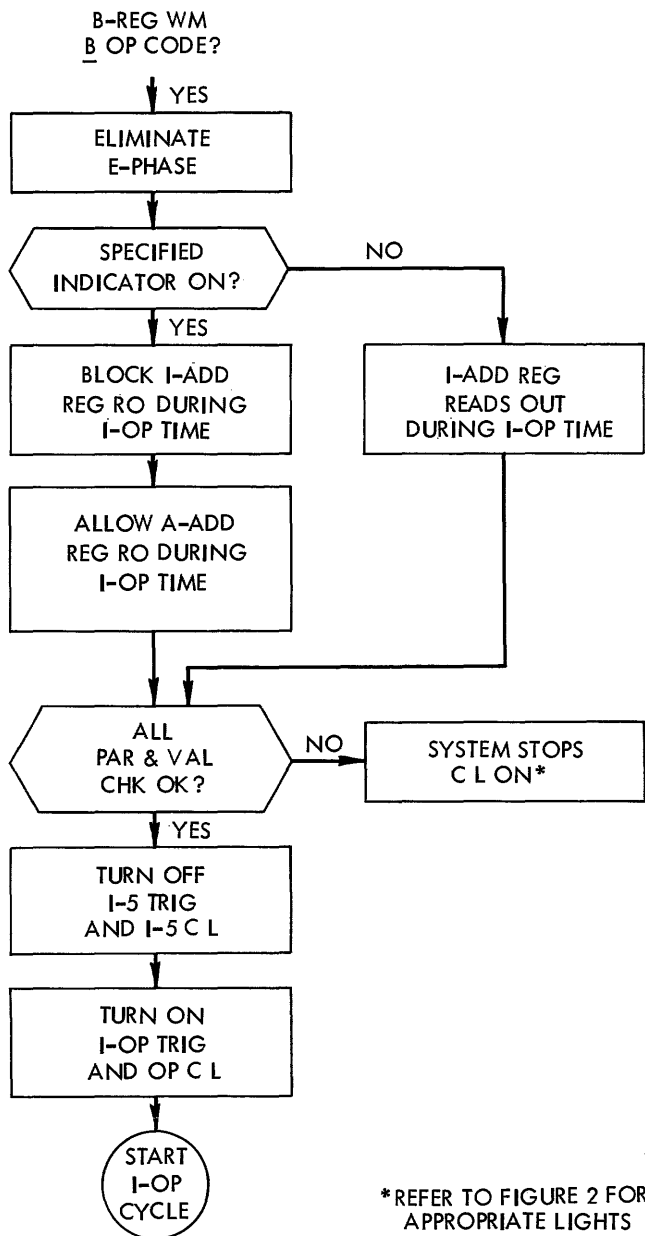 B-REG WM
B OP CODE?
YES
ELIMINATE
E-PHASE
SPECIFIED
INDICATOR ON?
NO
YES
BLOCK I-ADD
REG RO DURING
I-OP TIME
I-ADD REG
READS OUT
DURING I-OP TIME
ALLOW A-ADD
REG RO DURING
I-OP TIME
ALL
PAR & VAL
CHK OK?
NO
SYSTEM STOPS
C L ON*
YES
TURN OFF
I-5 TRIG
AND I-5 C L
TURN ON
I-OP TRIG
AND OP C L
START
I-OP
CYCLE
*REFER TO FIGURE 2 FOR
APPROPRIATE LIGHTS